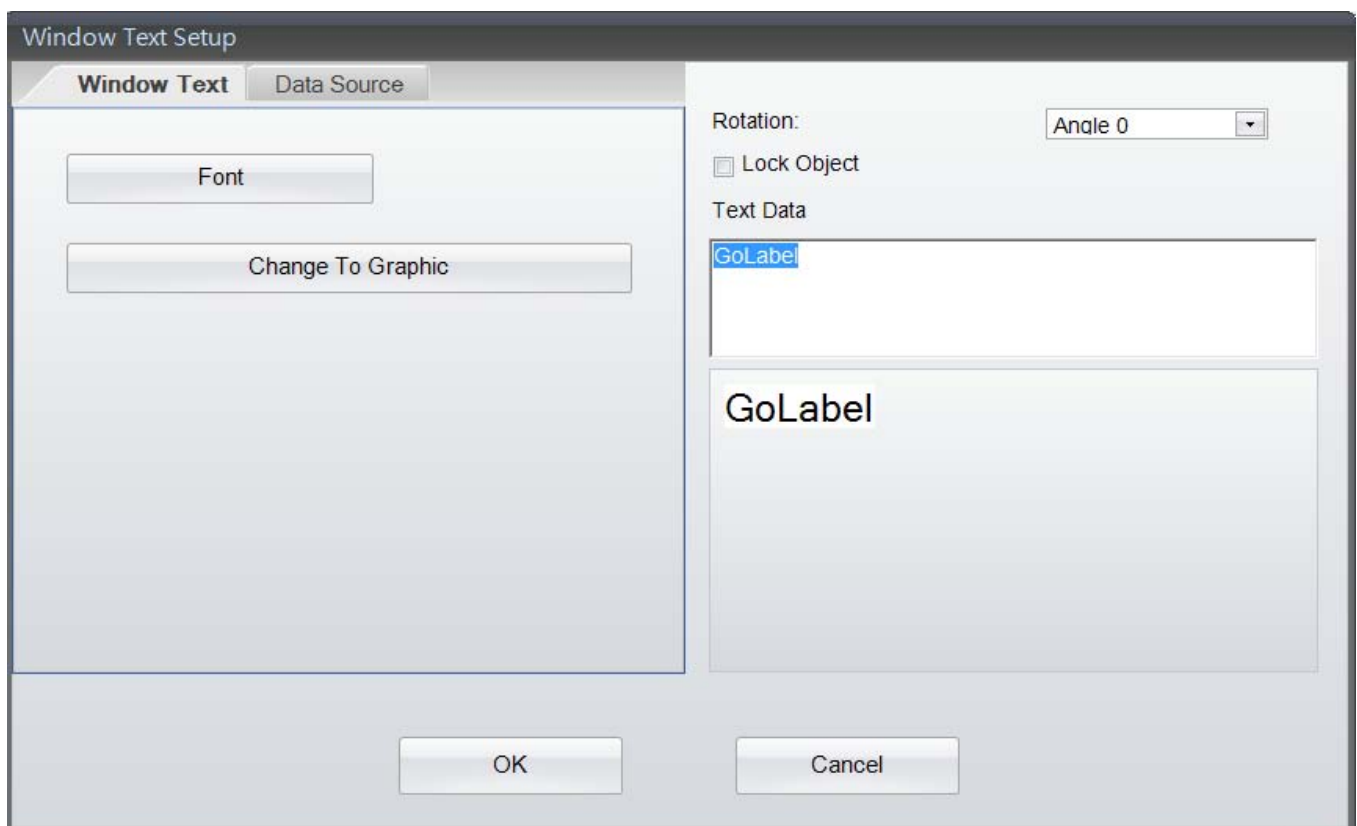 Window Text Setup
Window Text
Data Source
Font
Change To Graphic
Rotation:
Angle 0
Lock Object
Text Data
GoLabel
GoLabel
OK
Cancel